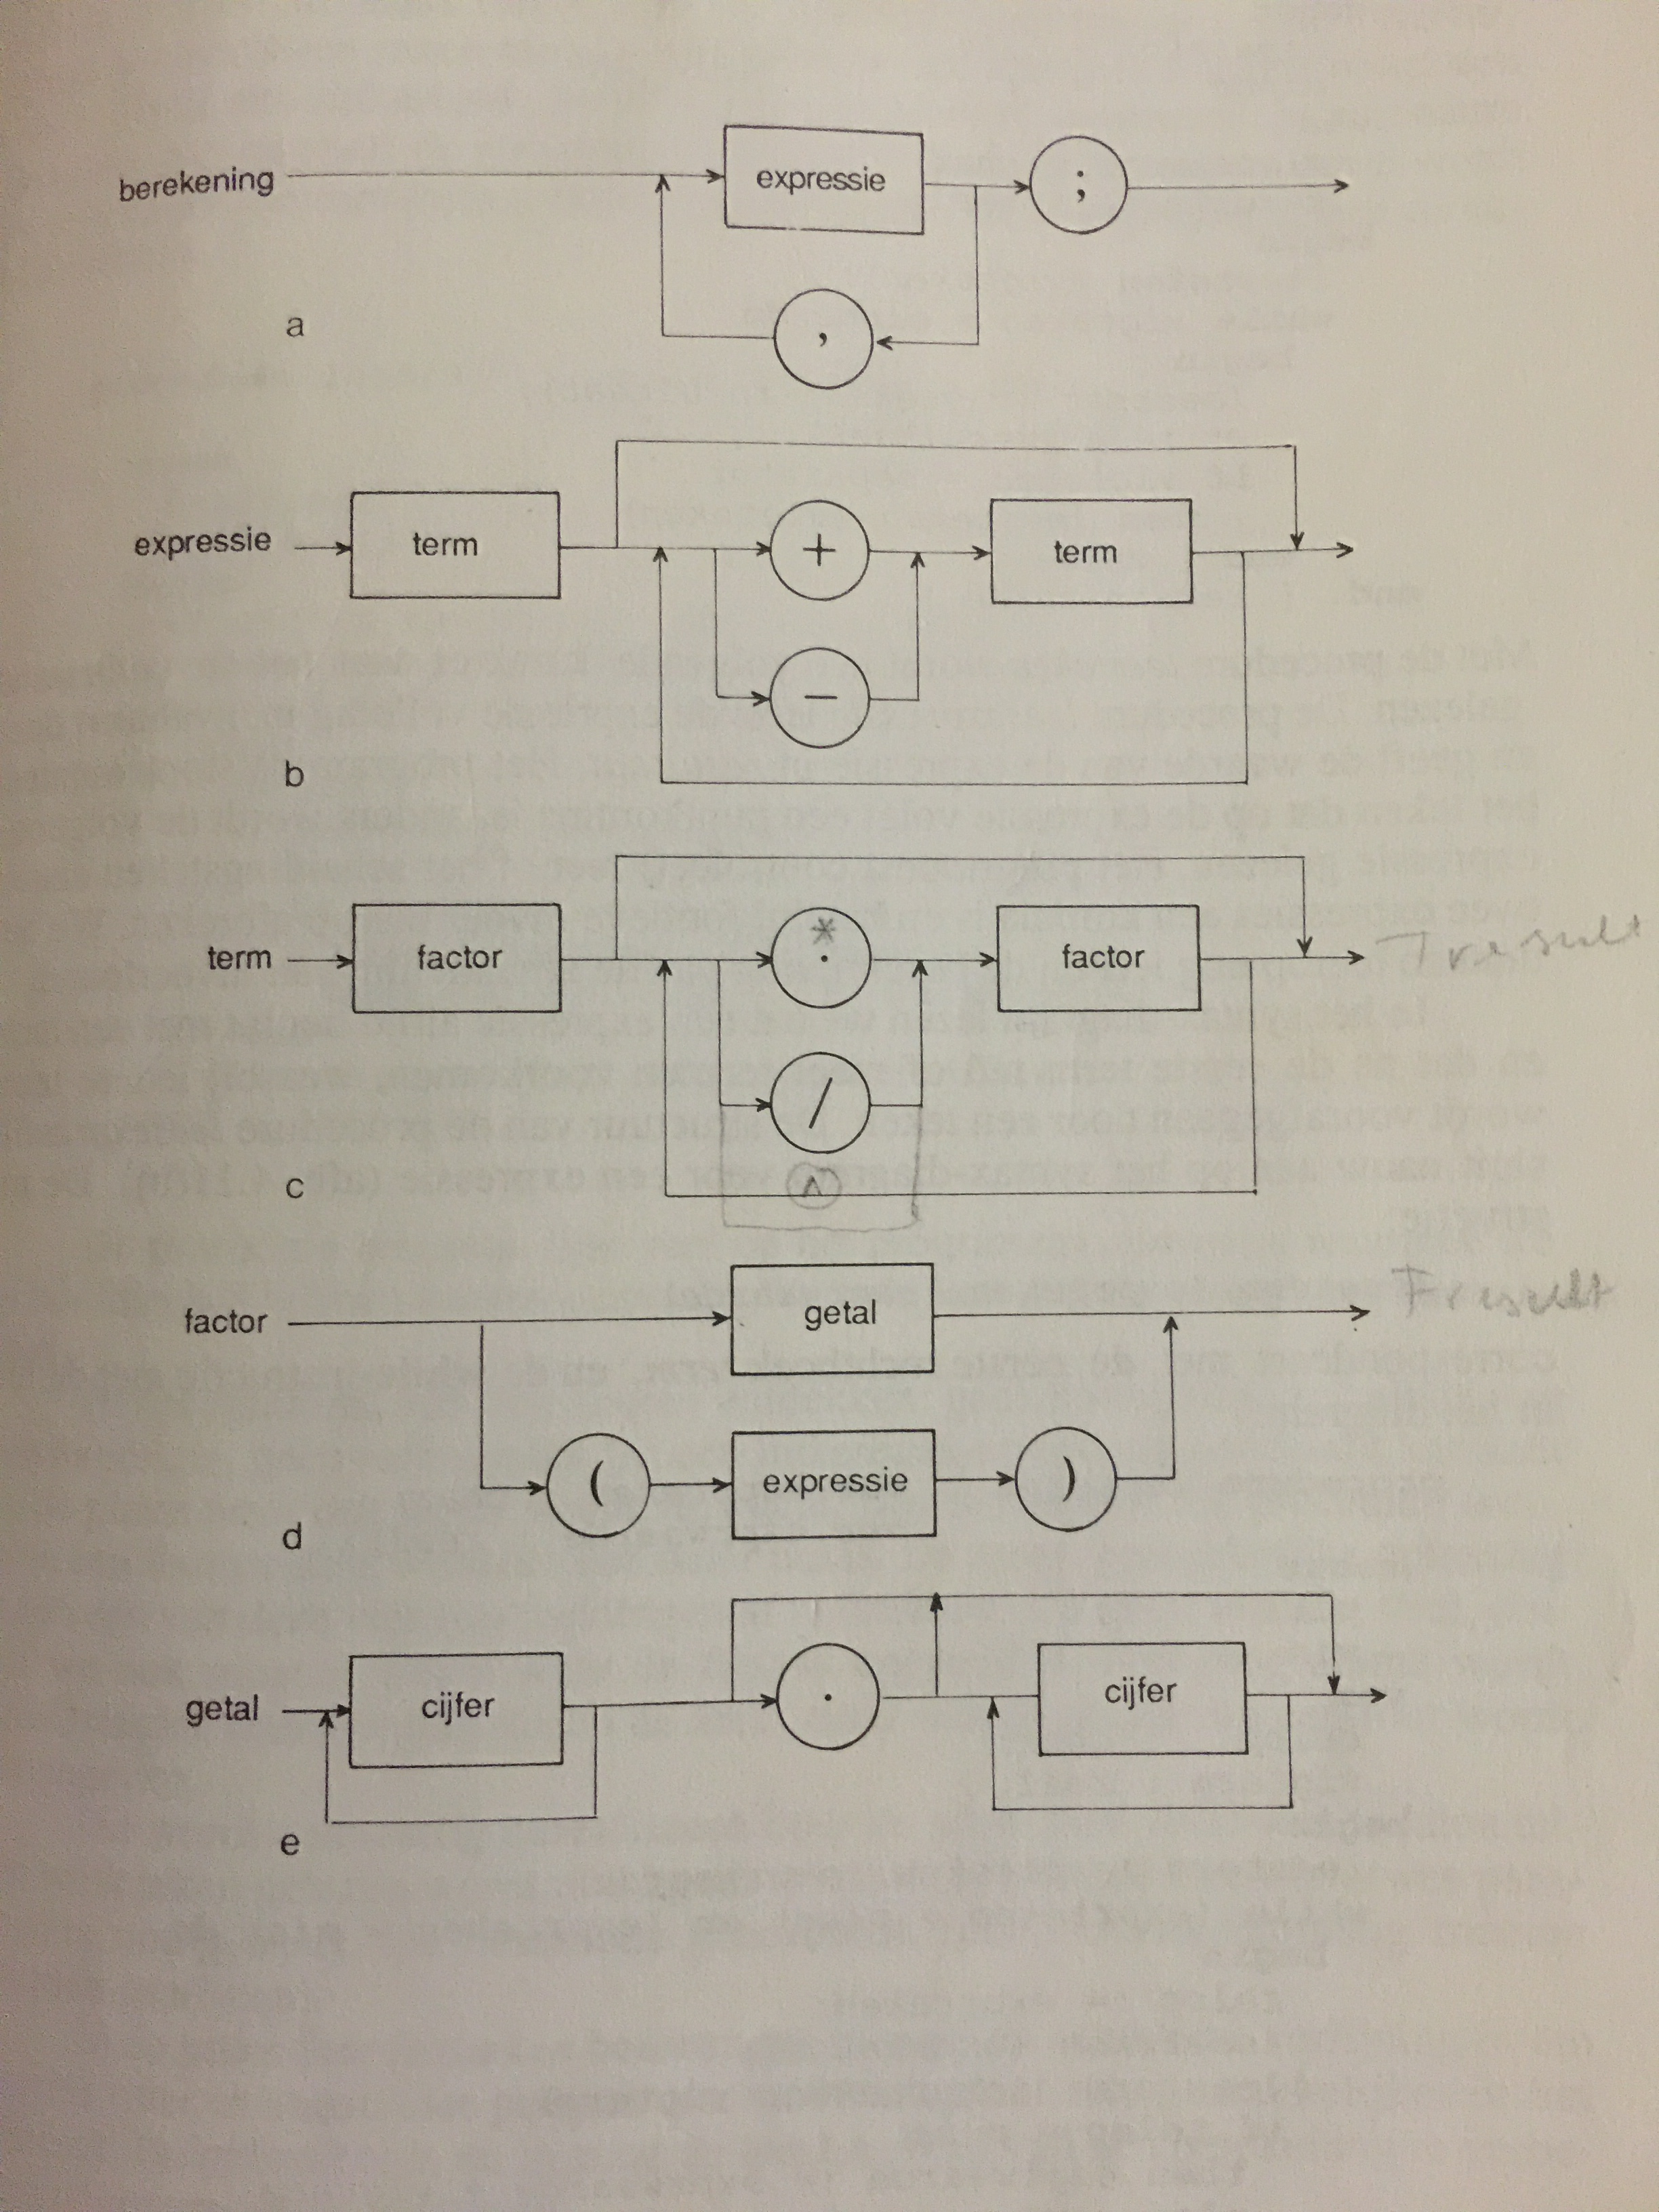 berekening expressie ;
,
a
+
expressie term term
−
b
*
term factor · factor Tresult
/
c ^
factor getal Fresult
( expressie )
d
getal cijfer · cijfer
e